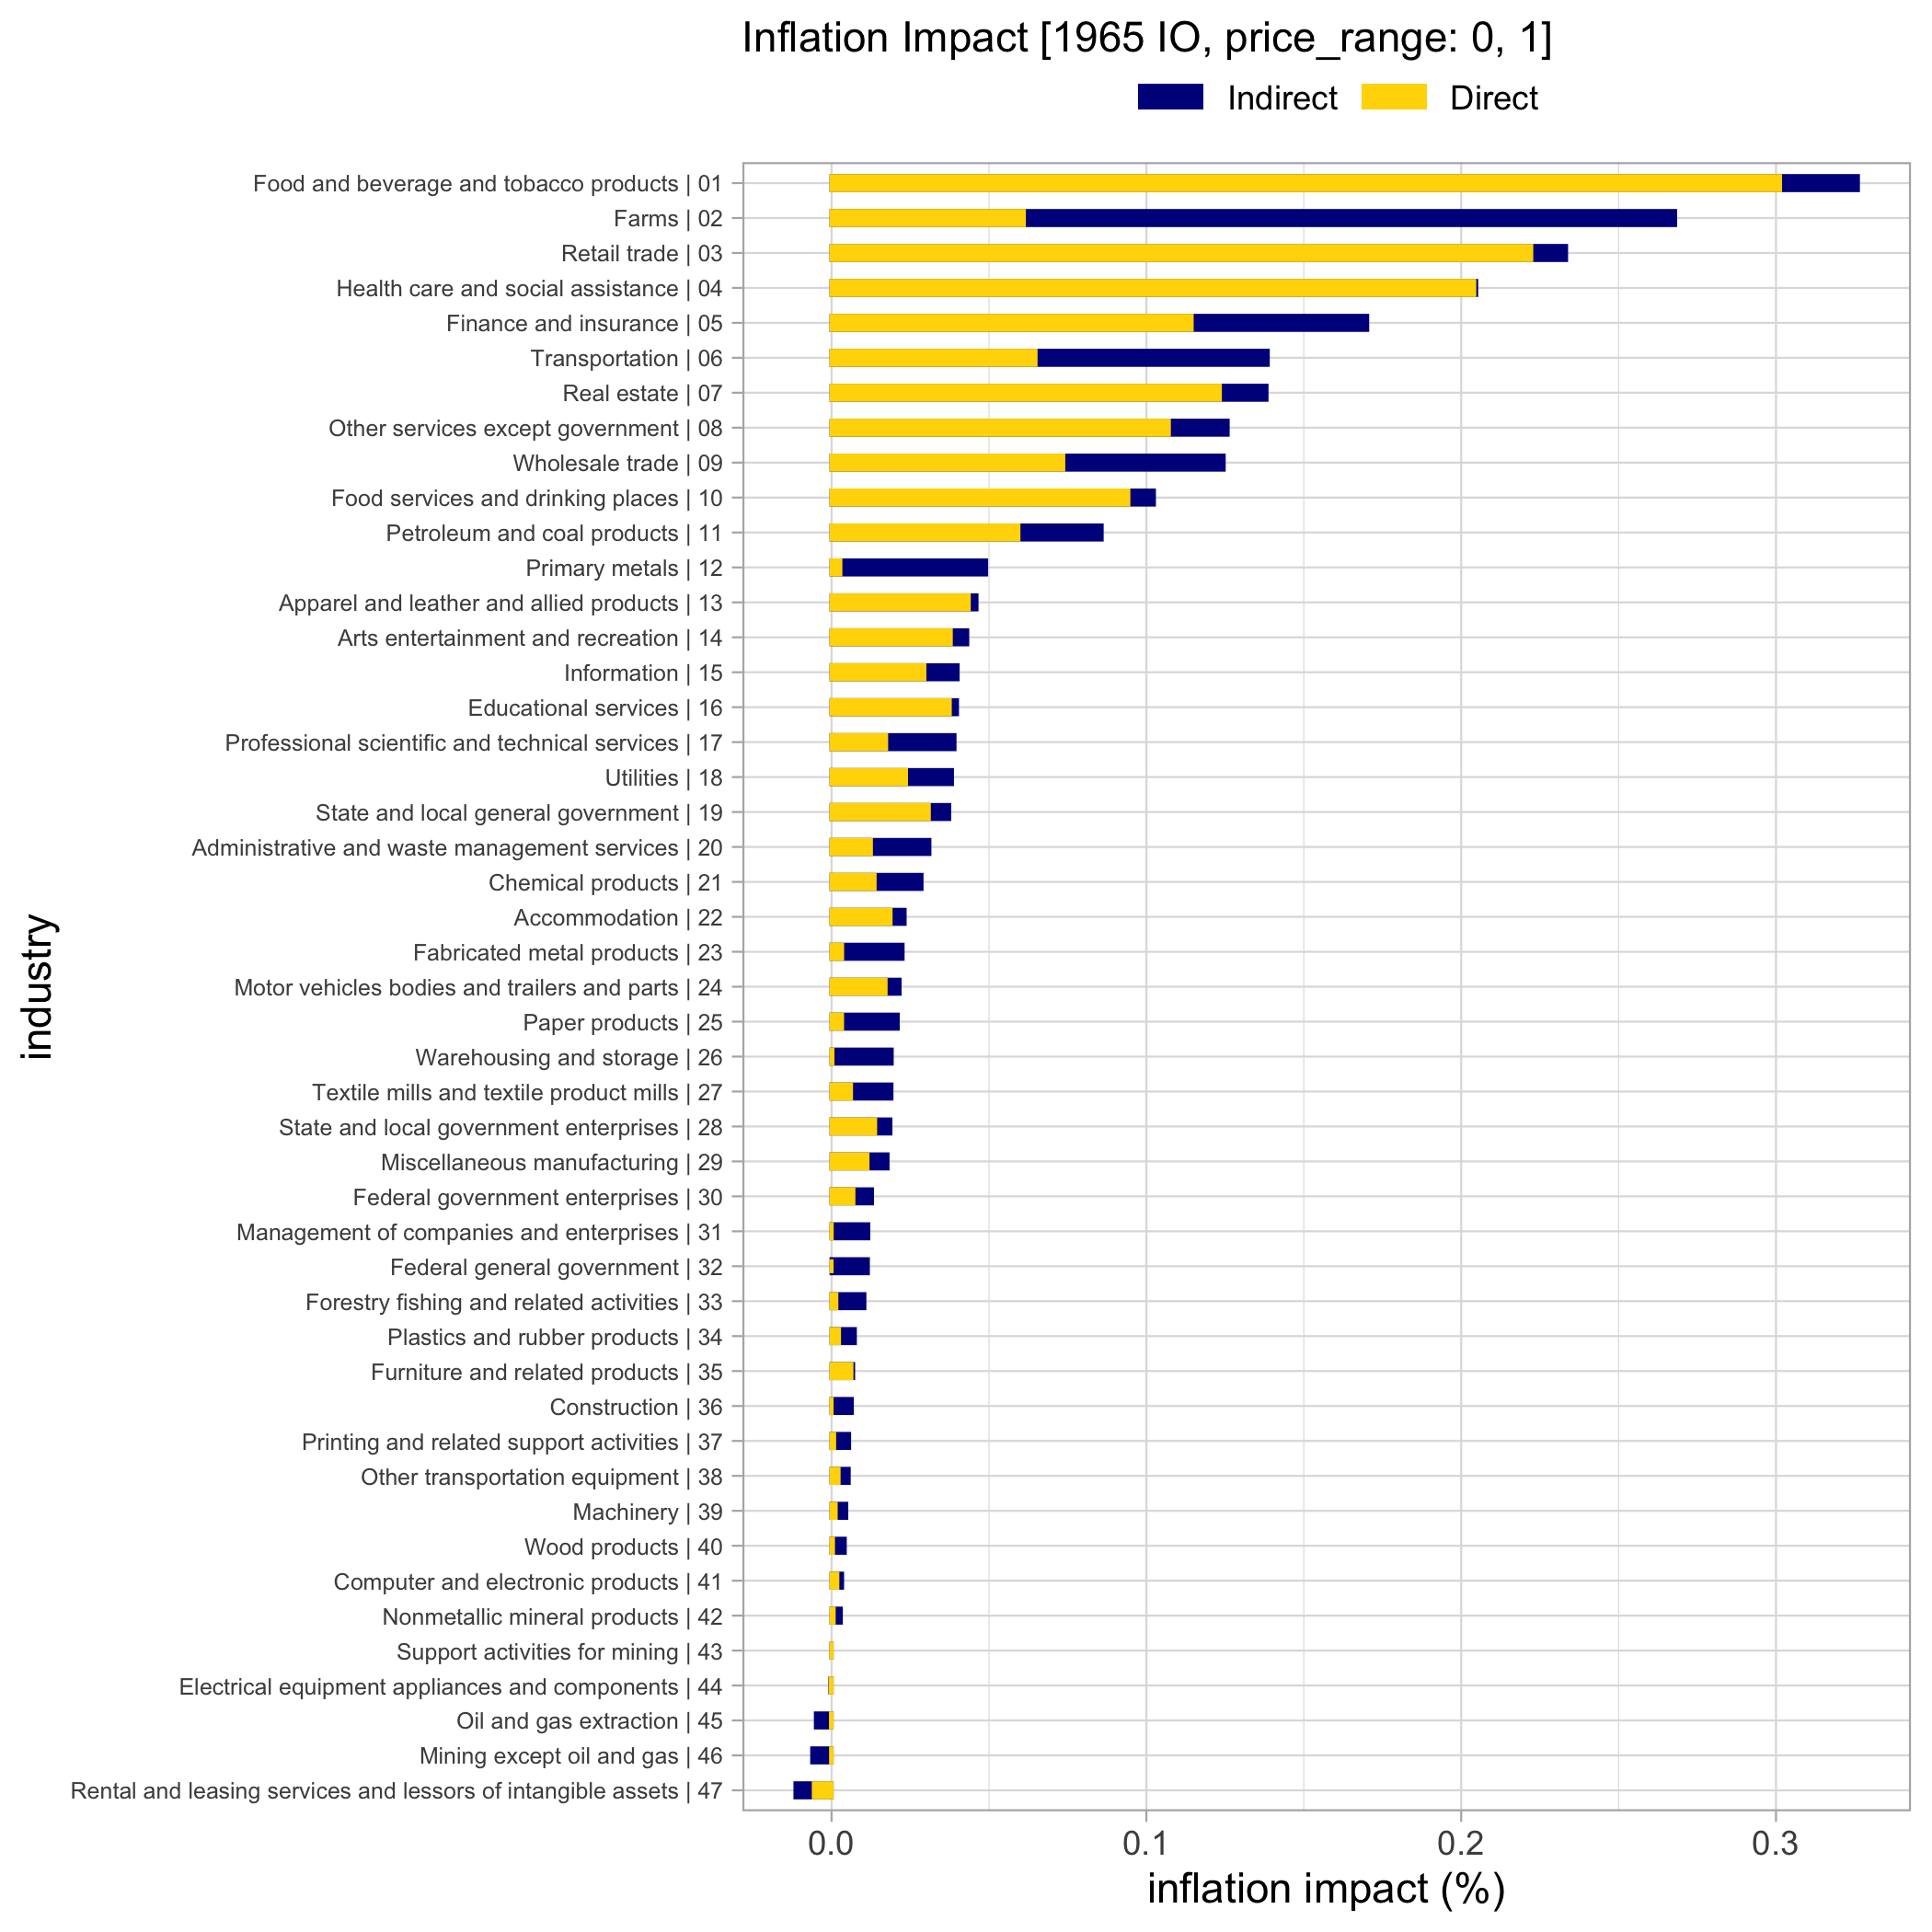 Inflation Impact [1965 IO, price_range: 0, 1]
Indirect Direct
Food and beverage and tobacco products | 01
Farms | 02
Retail trade | 03
Health care and social assistance | 04
Finance and insurance | 05
Transportation | 06
Real estate | 07
Other services except government | 08
Wholesale trade | 09
Food services and drinking places | 10
Petroleum and coal products | 11
Primary metals | 12
Apparel and leather and allied products | 13
Arts entertainment and recreation | 14
Information | 15
Educational services | 16
Professional scientific and technical services | 17
Utilities | 18
State and local general government | 19
Administrative and waste management services | 20
Chemical products | 21
Accommodation | 22
Fabricated metal products | 23
Motor vehicles bodies and trailers and parts | 24
Paper products | 25
Warehousing and storage | 26
Textile mills and textile product mills | 27
State and local government enterprises | 28
Miscellaneous manufacturing | 29
Federal government enterprises | 30
Management of companies and enterprises | 31
Federal general government | 32
Forestry fishing and related activities | 33
Plastics and rubber products | 34
Furniture and related products | 35
Construction | 36
Printing and related support activities | 37
Other transportation equipment | 38
Machinery | 39
Wood products | 40
Computer and electronic products | 41
Nonmetallic mineral products | 42
Support activities for mining | 43
Electrical equipment appliances and components | 44
Oil and gas extraction | 45
Mining except oil and gas | 46
Rental and leasing services and lessors of intangible assets | 47
industry
0.0 0.1 0.2 0.3
inflation impact (%)